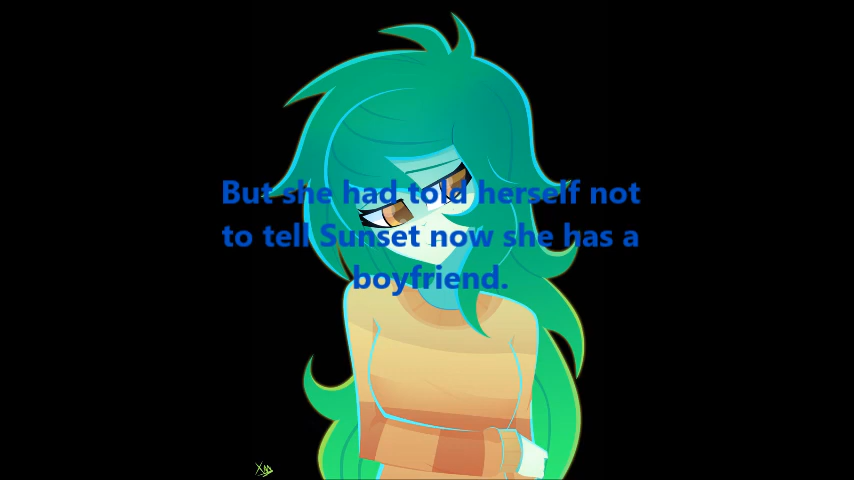 But she had told herself not
to tell Sunset now she has a
boyfriend.